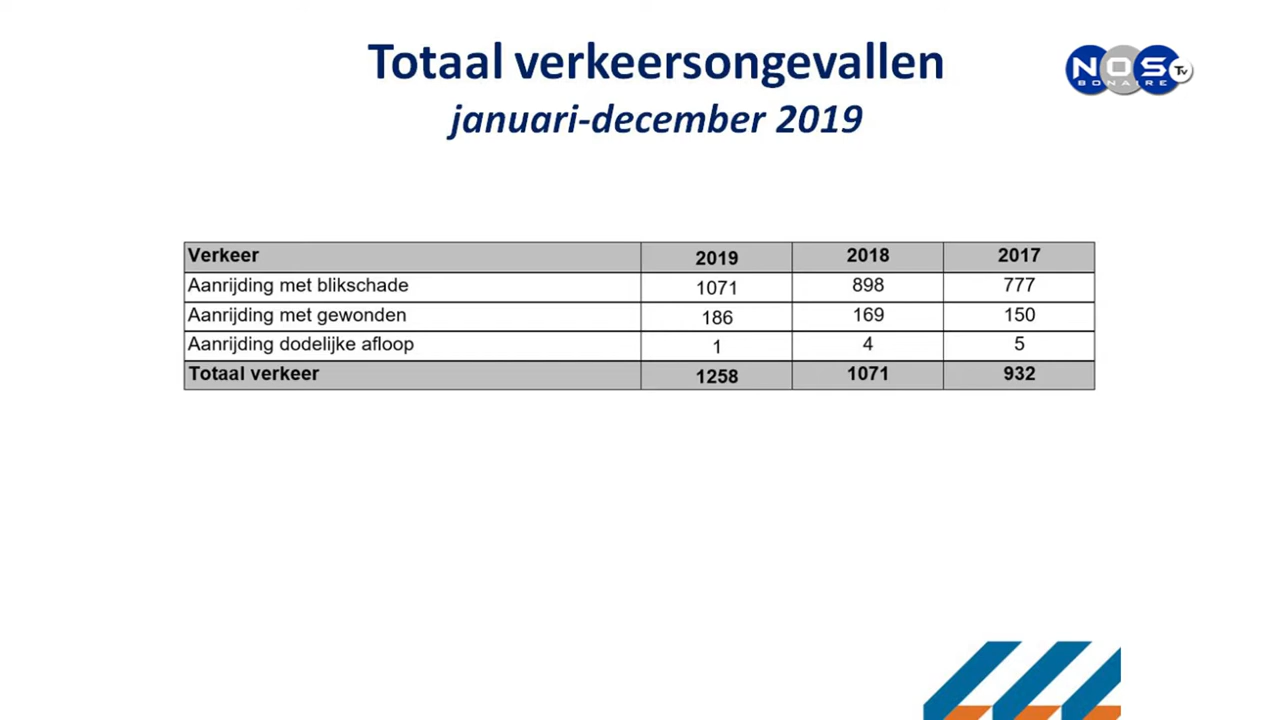 Totaal verkeersongevallen
januari-december 2019
NOS TV
BONAIRE
Verkeer 2019 2018 2017
Aanrijding met blikschade 1071 898 777
Aanrijding met gewonden 186 169 150
Aanrijding dodelijke afloop 1 4 5
Totaal verkeer 1258 1071 932